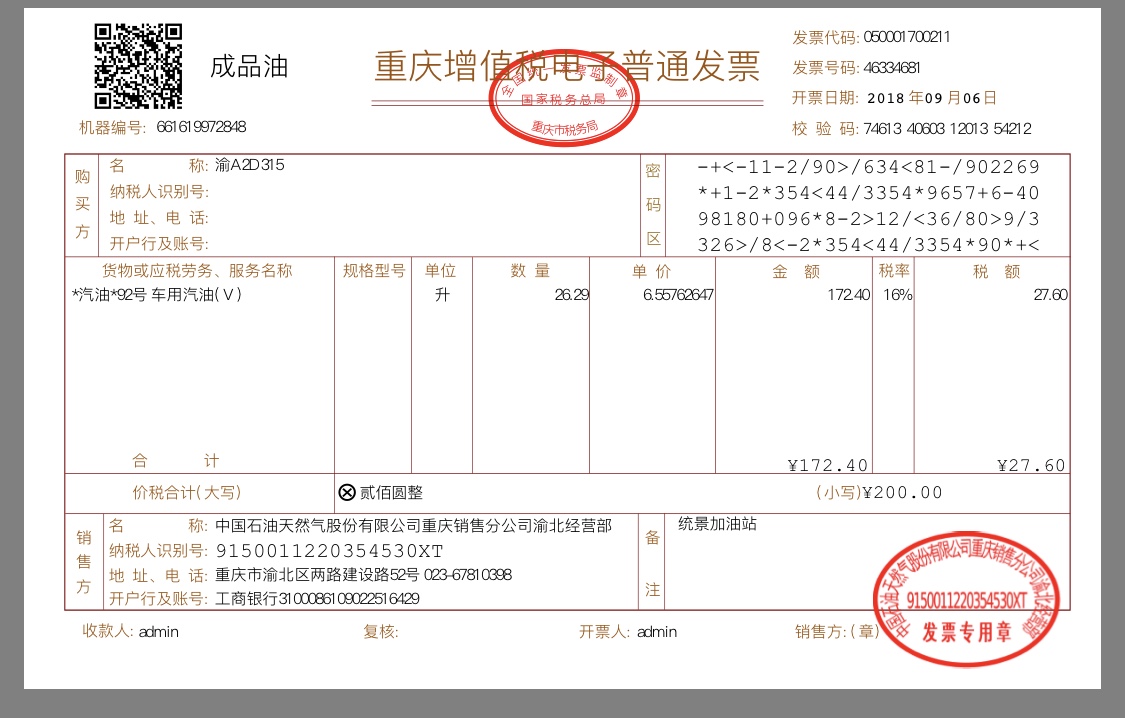 成品油
重庆增值税电子普通发票
全国统一发票监制章
国家税务总局
重庆市税务局
发票代码: 050001700211
发票号码: 46334681
开票日期: 2018 年09 月06日
校 验 码: 74613 40603 12013 54212
机器编号: 661619972848
购买方
名 称: 渝A2D315
纳税人识别号:
地 址、电 话:
开户行及账号:
密码区
-+<-11-2/90>/634<81-/902269
*+1-2*354<44/3354*9657+6-40
98180+096*8-2>12/<36/80>9/3
326>/8<-2*354<44/3354*90*+<
货物或应税劳务、服务名称 规格型号 单位 数 量 单 价 金 额 税率 税 额
*汽油*92号 车用汽油(Ⅴ) 升 26.29 6.55762647 172.40 16% 27.60
合 计 ¥172.40 ¥27.60
价税合计(大写) ⊗ 贰佰圆整 (小写)¥200.00
销售方
名 称: 中国石油天然气股份有限公司重庆销售分公司渝北经营部
纳税人识别号: 9150011220354530XT
地 址、电 话: 重庆市渝北区两路建设路52号 023-67810398
开户行及账号: 工商银行3100086109022516429
备注
统景加油站
中国石油天然气股份有限公司重庆销售分公司渝北经营部
9150011220354530XT
发票专用章
收款人: admin 复核: 开票人: admin 销售方:(章)